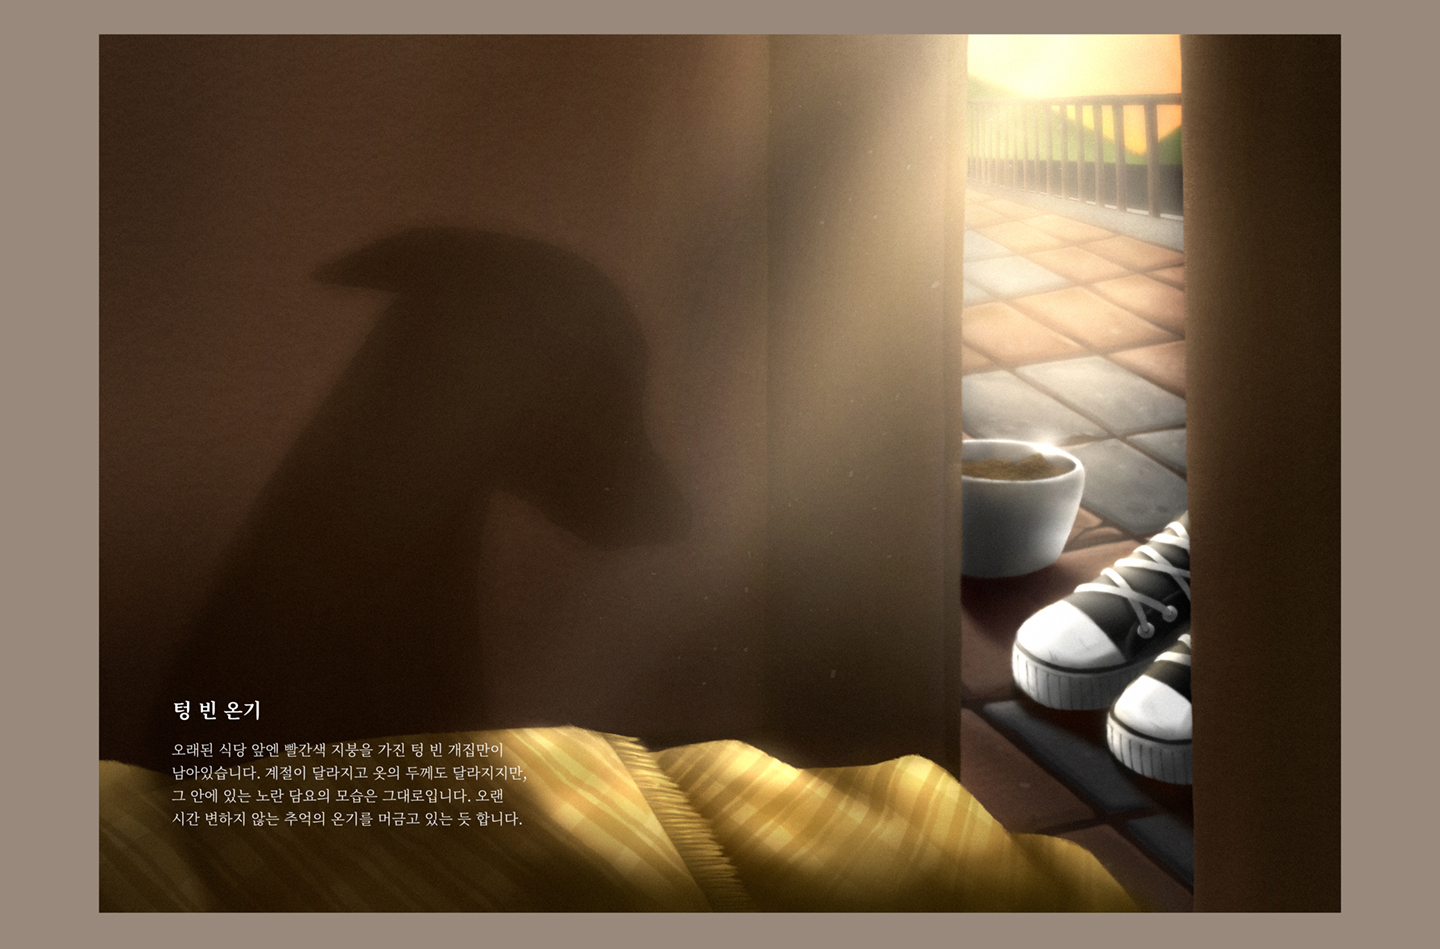 텅 빈 온기
오래된 식당 앞엔 빨간색 지붕을 가진 텅 빈 개집만이
남아있습니다. 계절이 달라지고 옷의 두께도 달라지지만,
그 안에 있는 노란 담요의 모습은 그대로입니다. 오랜
시간 변하지 않는 추억의 온기를 머금고 있는 듯 합니다.